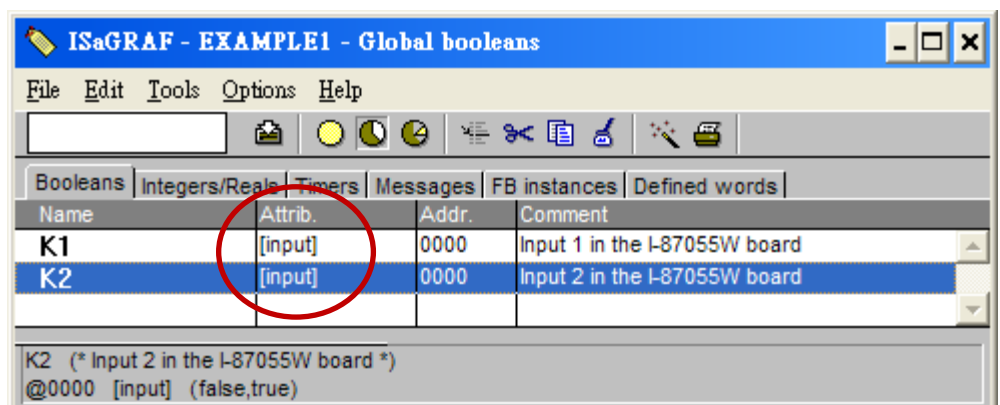 ISaGRAF - EXAMPLE1 - Global booleans
File Edit Tools Options Help
Booleans Integers/Reals Timers Messages FB instances Defined words
Name Attrib. Addr. Comment
K1 [input] 0000 Input 1 in the I-87055W board
K2 [input] 0000 Input 2 in the I-87055W board
K2 (* Input 2 in the I-87055W board *)
@0000 [input] (false,true)